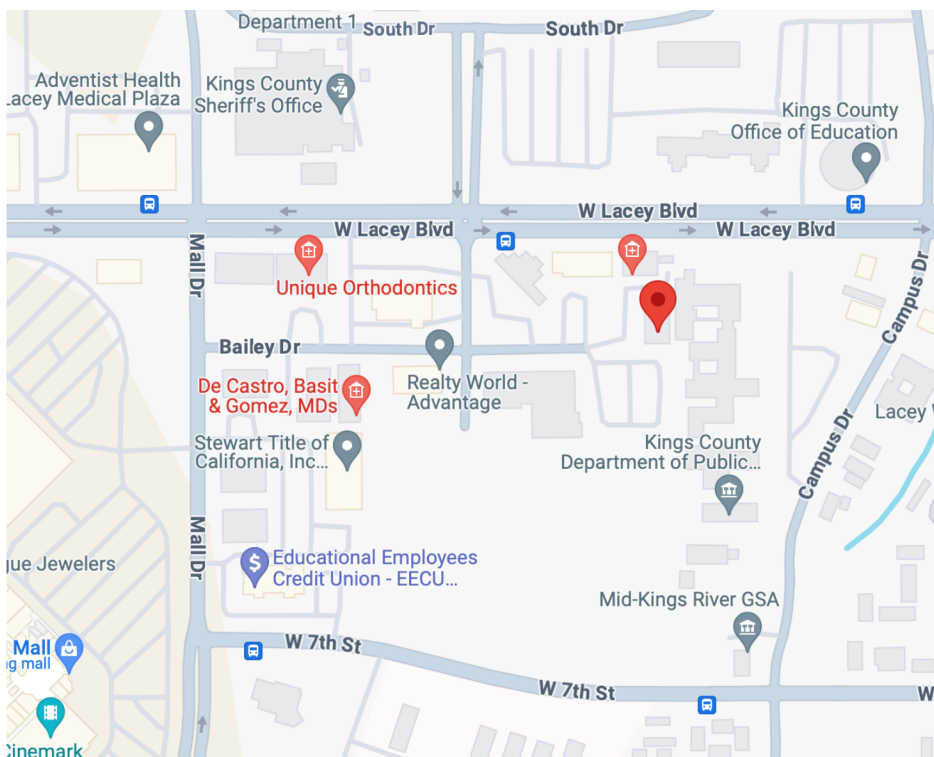 Department 1
South Dr
South Dr
Adventist Health
Lacey Medical Plaza
Kings County
Sheriff's Office
Kings County
Office of Education
W Lacey Blvd
W Lacey Blvd
W Lacey Blvd
Mall Dr
Unique Orthodontics
Campus Dr
Bailey Dr
Realty World -
Advantage
De Castro, Basit
& Gomez, MDs
Lacey
Stewart Title of
California, Inc...
Kings County
Department of Public...
Campus Dr
Mall Dr
gue Jewelers
$
Educational Employees
Credit Union - EECU...
Mid-Kings River GSA
Mall
ng mall
W 7th St
W 7th St
W
Cinemark